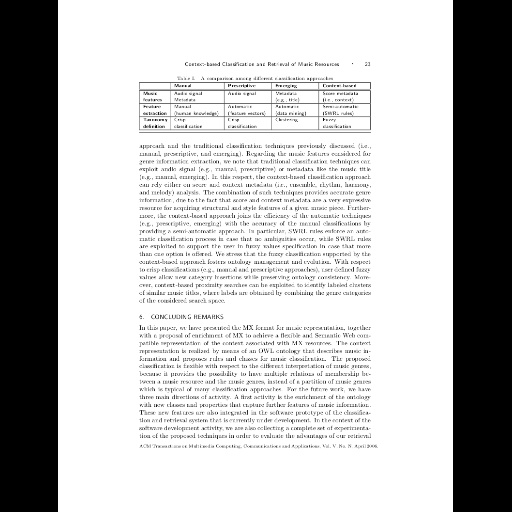 Context-based Classification and Retrieval of Music Resources · 23
Table I. A comparison among different classification approaches
Manual Prescriptive Emerging Context-based
Music features Audio signal Metadata Audio signal Metadata (e.g., title) Score metadata (i.e., context)
Feature extraction Manual (human knowledge) Automatic (feature vectors) Automatic (data mining) Semi-automatic (SWRL rules)
Taxonomy definition Crisp classification Crisp classification Clustering Fuzzy classification
approach and the traditional classification techniques previously discussed (i.e.,
manual, prescriptive, and emerging). Regarding the music features considered for
genre information extraction, we note that traditional classification techniques can
exploit audio signal (e.g., manual, prescriptive) or metadata like the music title
(e.g., manual, emerging). In this respect, the context-based classification approach
can rely either on score and context metadata (i.e., ensemble, rhythm, harmony,
and melody) analysis. The combination of such techniques provides accurate genre
information, due to the fact that score and context metadata are a very expressive
resource for acquiring structural and style features of a given music piece. Further-
more, the context-based approach joins the efficiency of the automatic techniques
(e.g., prescriptive, emerging) with the accuracy of the manual classifications by
providing a semi-automatic approach. In particular, SWRL rules enforce an auto-
matic classification process in case that no ambiguities occur, while SWRL rules
are exploited to support the user in fuzzy values specification in case that more
than one option is offered. We stress that the fuzzy classification supported by the
context-based approach fosters ontology management and evolution. With respect
to crisp classifications (e.g., manual and prescriptive approaches), user defined fuzzy
values allow new category insertions while preserving ontology consistency. More-
over, context-based proximity searches can be exploited to identify labeled clusters
of similar music titles, where labels are obtained by combining the genre categories
of the considered search space.
6. CONCLUDING REMARKS
In this paper, we have presented the MX format for music representation, together
with a proposal of enrichment of MX to achieve a flexible and Semantic Web com-
patible representation of the context associated with MX resources. The context
representation is realized by means of an OWL ontology that describes music in-
formation and proposes rules and classes for music classification. The proposed
classification is flexible with respect to the different interpretation of music genres,
because it provides the possibility to have multiple relations of membership be-
tween a music resource and the music genres, instead of a partition of music genres
which is typical of many classification approaches. For the future work, we have
three main directions of activity. A first activity is the enrichment of the ontology
with new classes and properties that capture further features of music information.
These new features are also integrated in the software prototype of the classifica-
tion and retrieval system that is currently under development. In the context of the
software development activity, we are also collecting a complete set of experimenta-
tion of the proposed techniques in order to evaluate the advantages of our retrieval
ACM Transactions on Multimedia Computing, Communications and Applications, Vol. V, No. N, April 2006.